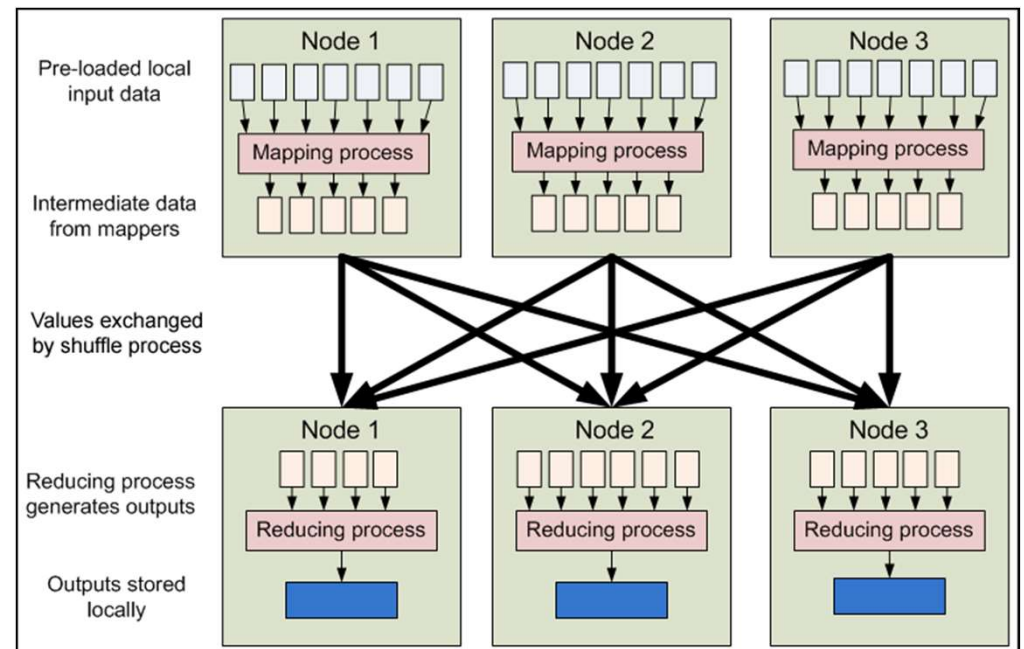 Node 1
Node 2
Node 3
Pre-loaded local
input data
Mapping process
Mapping process
Mapping process
Intermediate data
from mappers
Values exchanged
by shuffle process
Node 1
Node 2
Node 3
Reducing process
generates outputs
Reducing process
Reducing process
Reducing process
Outputs stored
locally